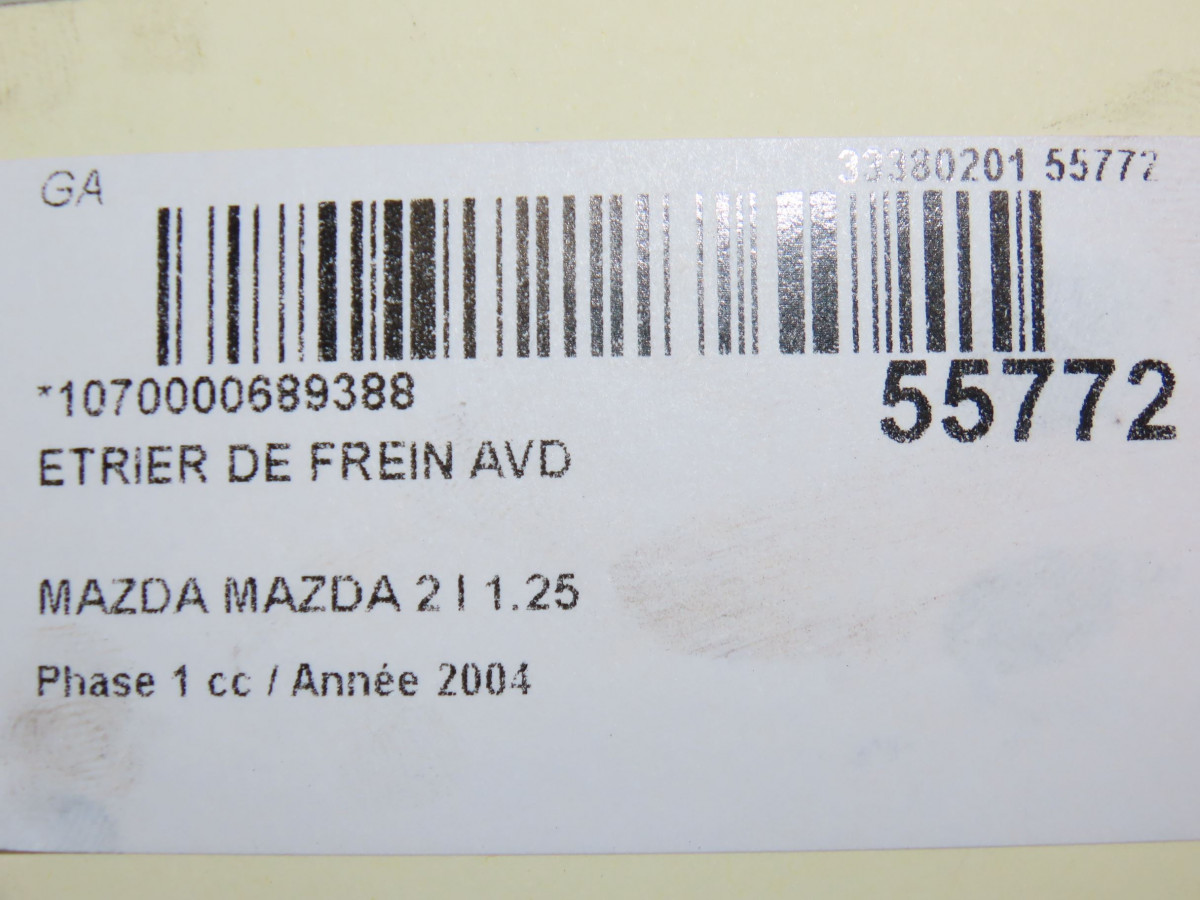 GA
33380201 55772
*1070000689388
55772
ETRIER DE FREIN AVD
MAZDA MAZDA 2 I 1.25
Phase 1 cc / Année 2004